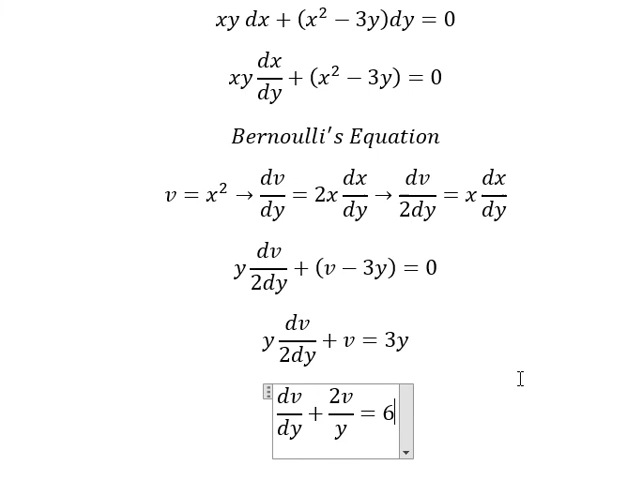 xy dx + (x² − 3y)dy = 0
xy dx/dy + (x² − 3y) = 0
Bernoulli's Equation
v = x² → dv/dy = 2x dx/dy → dv/2dy = x dx/dy
y dv/2dy + (v − 3y) = 0
y dv/2dy + v = 3y
dv/dy + 2v/y = 6